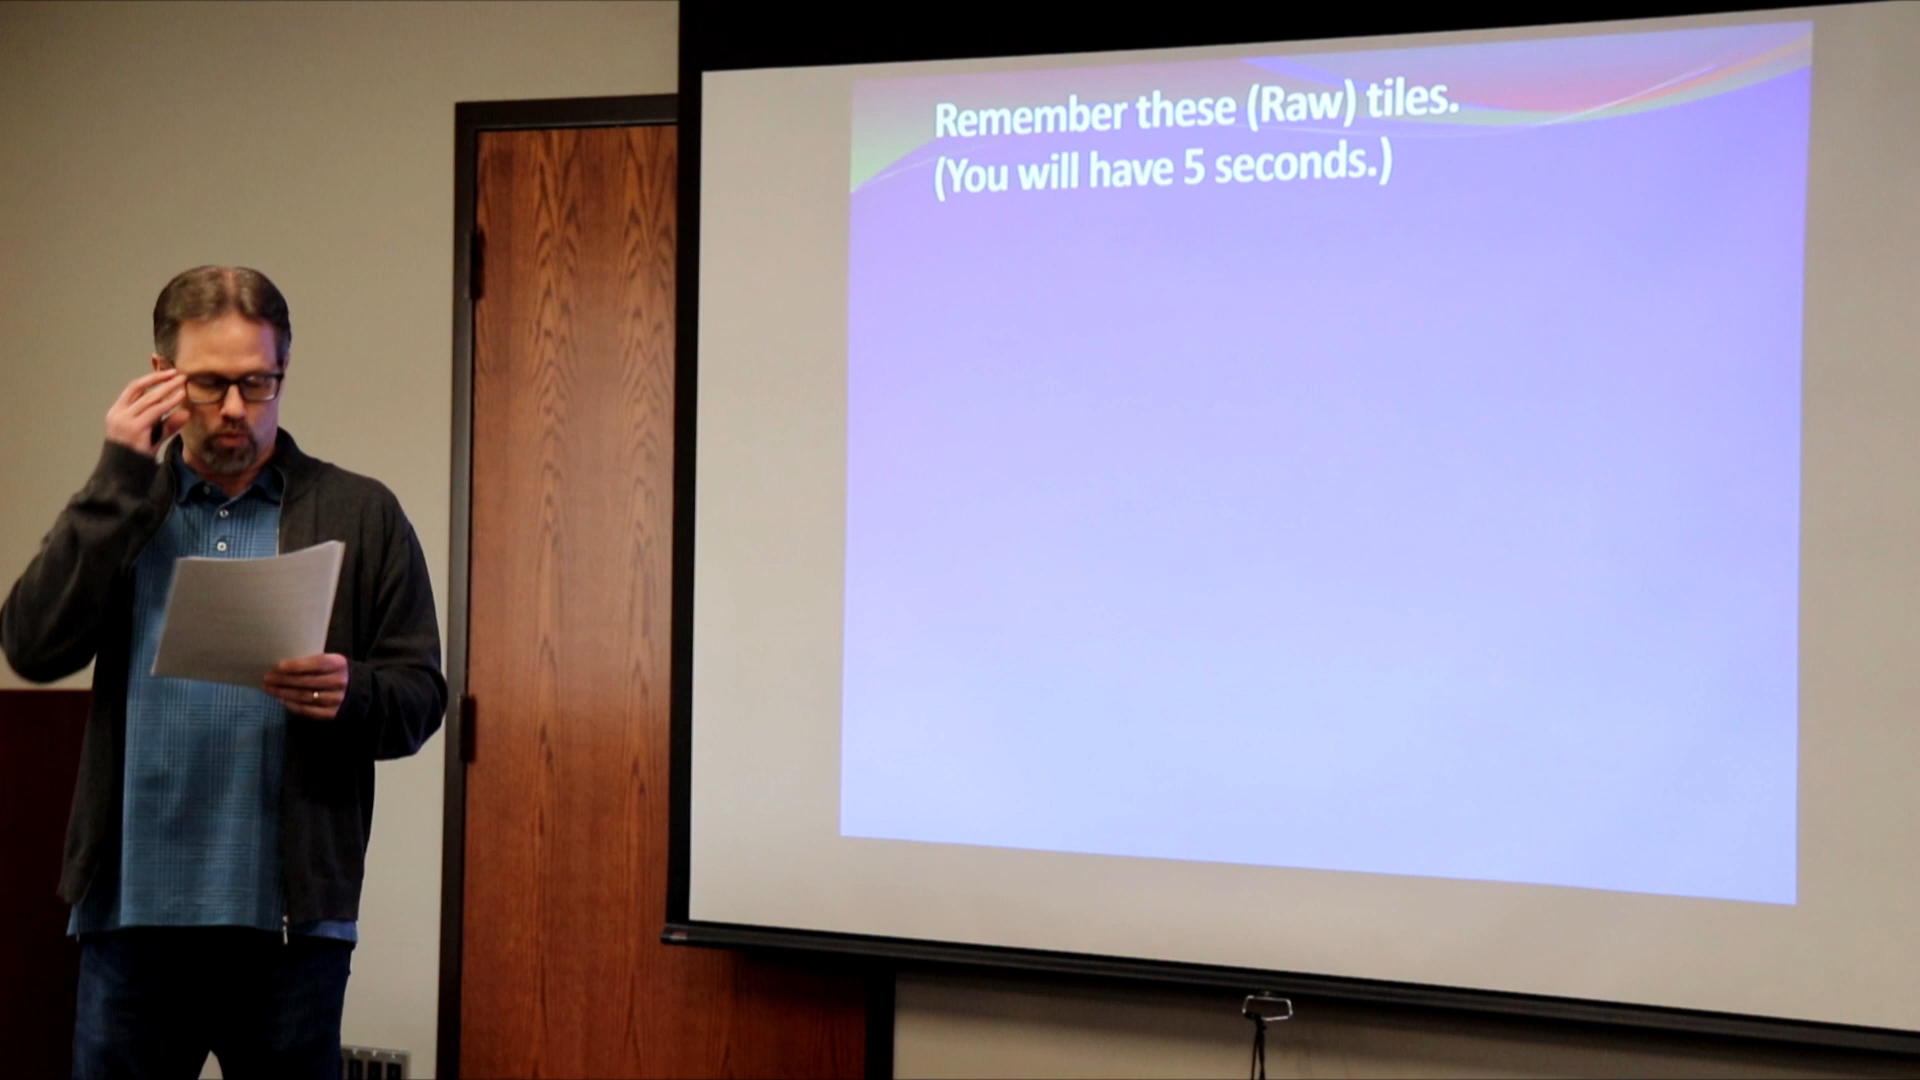 Remember these (Raw) tiles.
(You will have 5 seconds.)